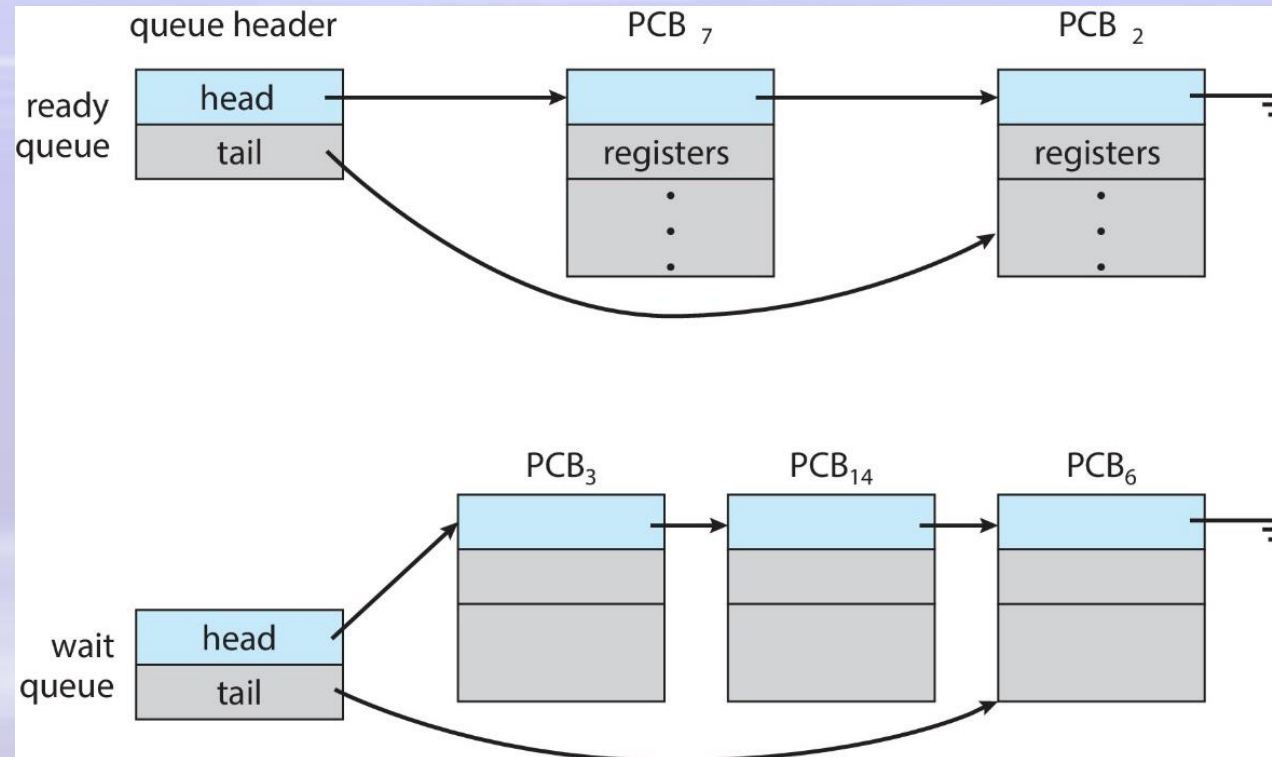 queue header
PCB 7
PCB 2
ready
queue
head
tail
registers
registers
PCB3
PCB14
PCB6
wait
queue
head
tail